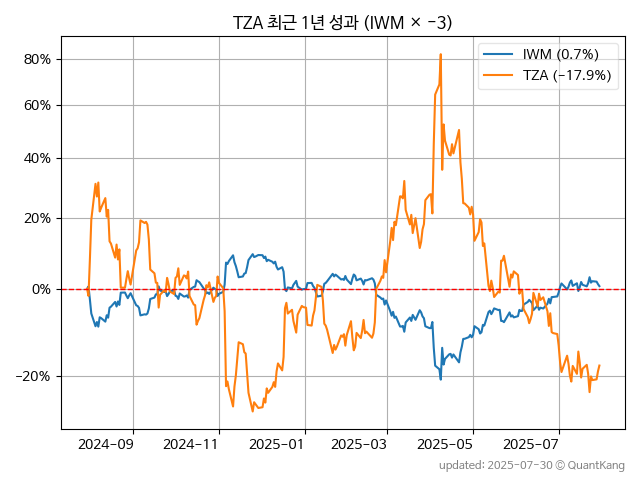 TZA 최근 1년 성과 (IWM × −3)
IWM (0.7%)
TZA (−17.9%)
80%
60%
40%
20%
0%
−20%
2024-09 2024-11 2025-01 2025-03 2025-05 2025-07
updated: 2025-07-30 © QuantKang